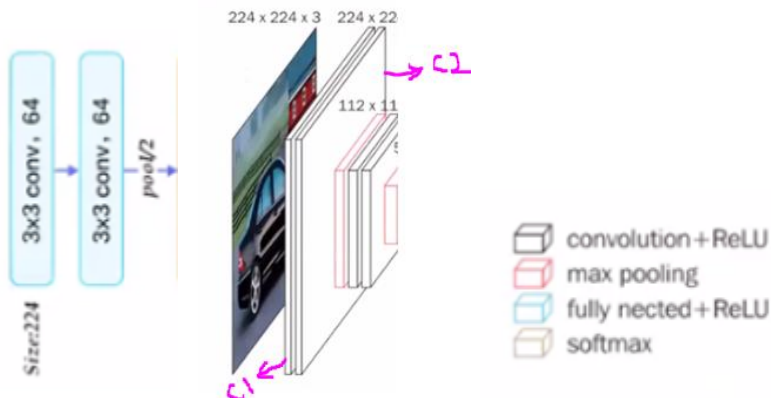 3x3 conv, 64
3x3 conv, 64
pool/2
Size:224
224 x 224 x 3
224 x 22
C2
112 x 11
C1
convolution+ReLU
max pooling
fully nected+ReLU
softmax